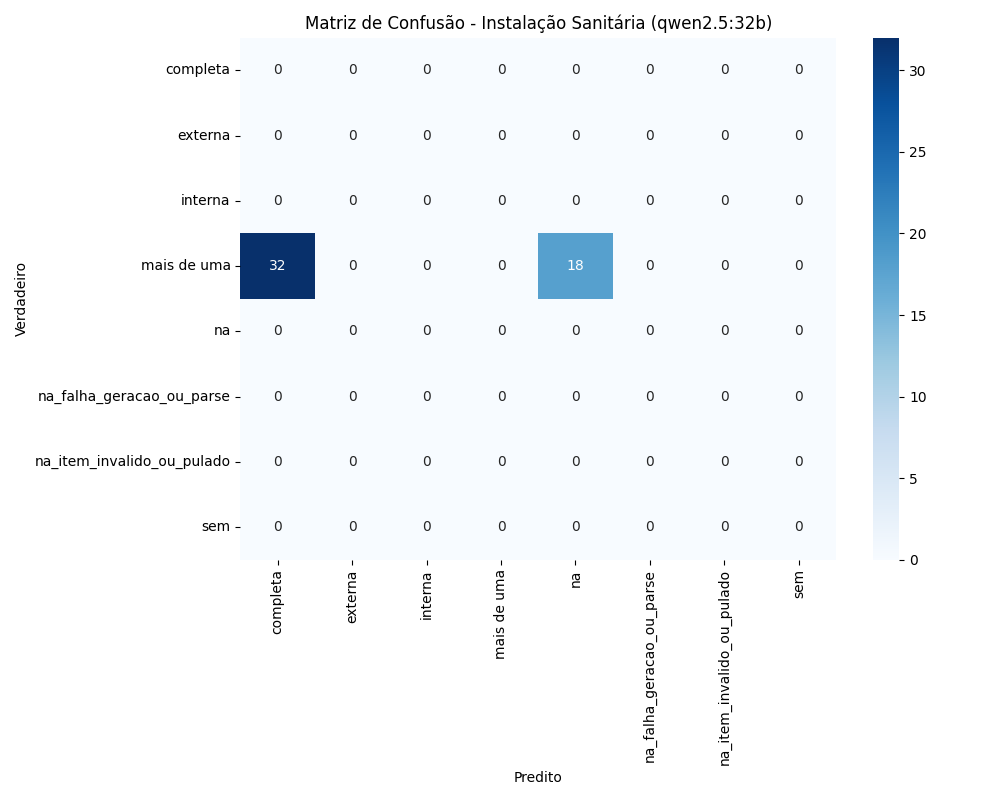 Matriz de Confusão - Instalação Sanitária (qwen2.5:32b)
completa 0 0 0 0 0 0 0 0
externa 0 0 0 0 0 0 0 0
interna 0 0 0 0 0 0 0 0
mais de uma 32 0 0 0 18 0 0 0
na 0 0 0 0 0 0 0 0
na_falha_geracao_ou_parse 0 0 0 0 0 0 0 0
na_item_invalido_ou_pulado 0 0 0 0 0 0 0 0
sem 0 0 0 0 0 0 0 0
Verdadeiro
completa
externa
interna
mais de uma
na
na_falha_geracao_ou_parse
na_item_invalido_ou_pulado
sem
Predito
30
25
20
15
10
5
0